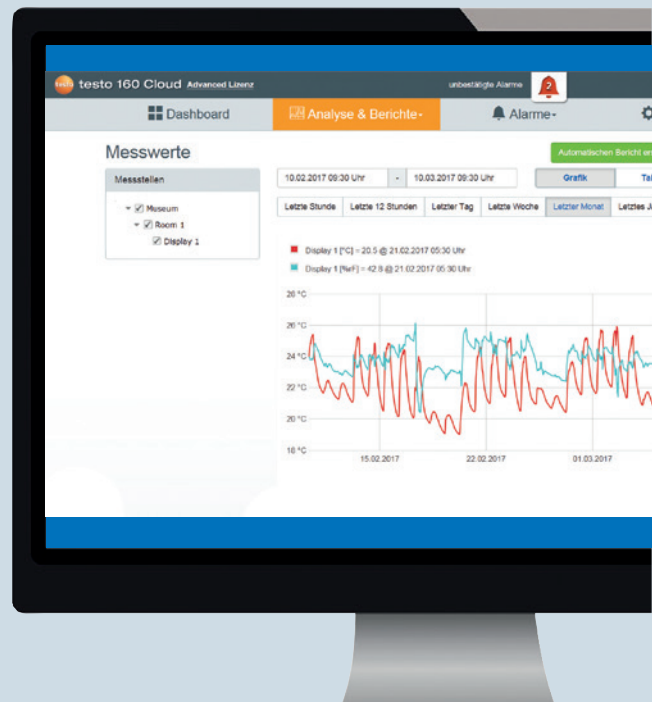 testo
testo 160 Cloud Advanced Lizenz
unbestätigte Alarme
2
Dashboard
Analyse & Berichte
Alarme
Messwerte
Automatischen Bericht
Messstellen
10.02.2017 09:30 Uhr - 10.03.2017 09:30 Uhr
Grafik
Letzte Stunde Letzte 12 Stunden Letzter Tag Letzte Woche Letzter Monat Letztes
Museum
Room 1
Display 1
Display 1 [°C] = 20.5 @ 21.02.2017 05:30 Uhr
Display 1 [%rF] = 42.8 @ 21.02.2017 05:30 Uhr
26 °C
24 °C
22 °C
20 °C
18 °C
15.02.2017 22.02.2017 01.03.2017